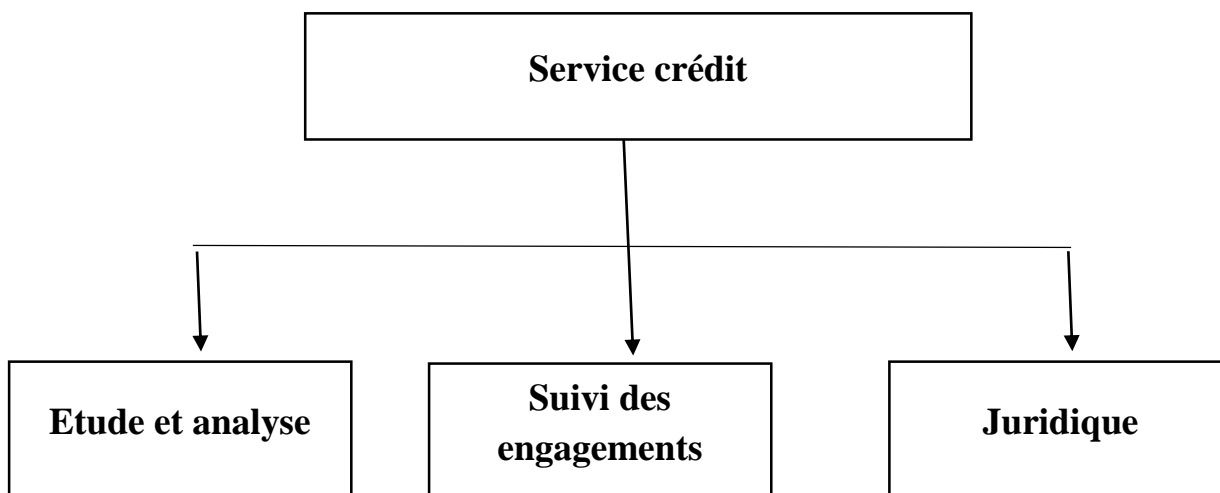 Service crédit
Etude et analyse
Suivi des
engagements
Juridique